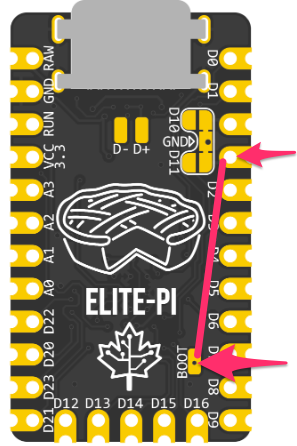 RAW
GND
RUN
VCC
3.3
A3
A2
A1
A0
D22
D20
D23
D21
D- D+
D10
GND
D11
D0
D1
D2
D4
D5
D6
D8
D9
ELITE-PI
BOOT
D12 D13 D14 D15 D16